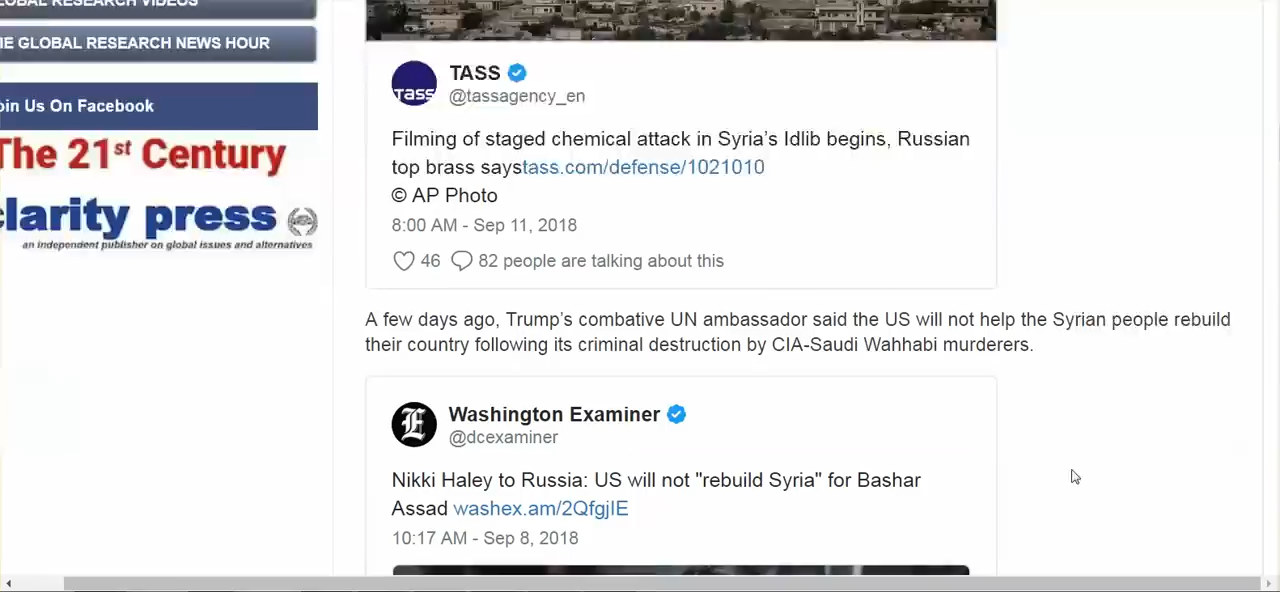 LOBAL RESEARCH VIDEOS
E GLOBAL RESEARCH NEWS HOUR
oin Us On Facebook
The 21st Century
clarity press
an independent publisher on global issues and alternatives
TASS
TASS
@tassagency_en
Filming of staged chemical attack in Syria’s Idlib begins, Russian
top brass saystass.com/defense/1021010
© AP Photo
8:00 AM - Sep 11, 2018
46 82 people are talking about this
A few days ago, Trump’s combative UN ambassador said the US will not help the Syrian people rebuild
their country following its criminal destruction by CIA-Saudi Wahhabi murderers.
E
Washington Examiner
@dcexaminer
Nikki Haley to Russia: US will not "rebuild Syria" for Bashar
Assad washex.am/2QfgjIE
10:17 AM - Sep 8, 2018